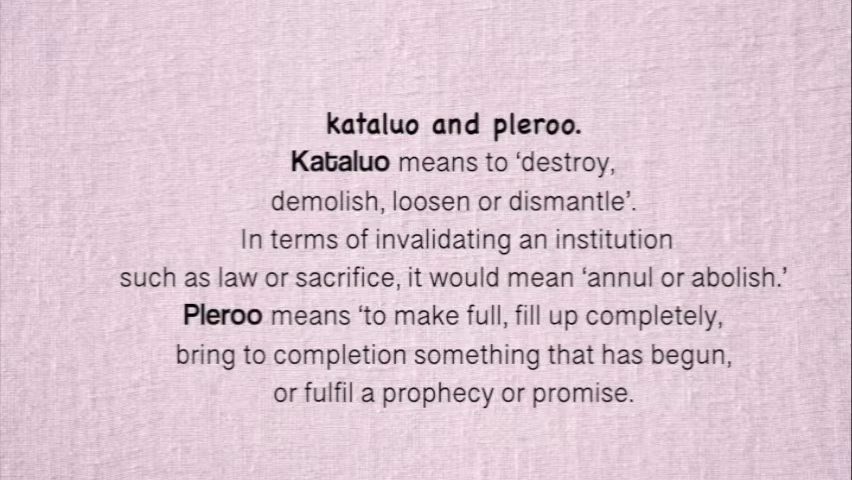 kataluo and pleroo.
Kataluo means to ‘destroy,
demolish, loosen or dismantle’.
In terms of invalidating an institution
such as law or sacrifice, it would mean ‘annul or abolish.’
Pleroo means ‘to make full, fill up completely,
bring to completion something that has begun,
or fulfil a prophecy or promise.